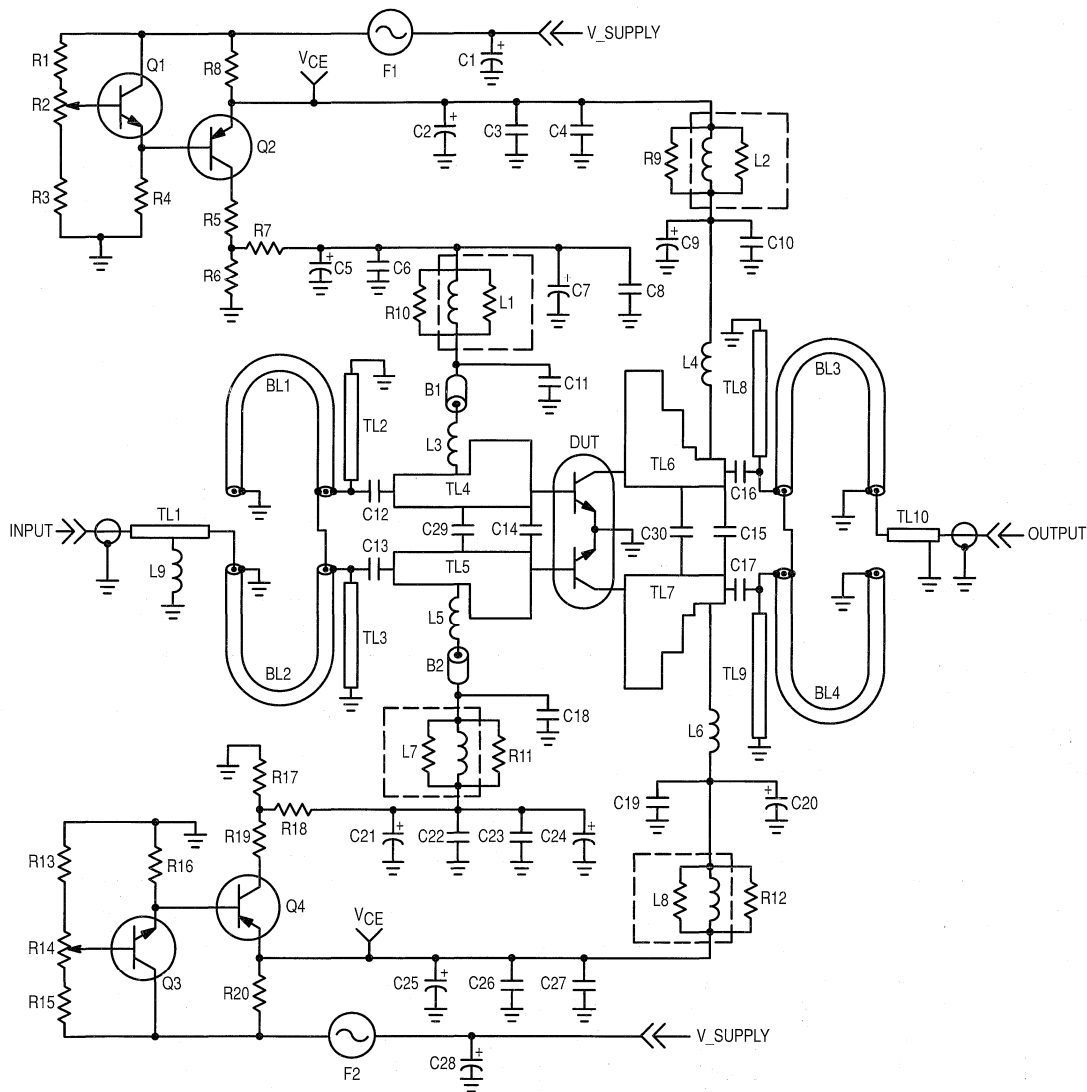 V_SUPPLY
F1
C1
R1
Q1
R8
VCE
R2
Q2
C2
C3
C4
R9
L2
R3
R4
R5
R7
R6
C5
C6
C7
C8
C9
C10
R10
L1
B1
C11
L4
TL8
BL3
BL1
TL2
L3
DUT
TL6
TL4
C12
C16
INPUT
TL1
C29
C14
C30
C15
TL10
OUTPUT
L9
C13
TL5
TL7
C17
L5
TL3
B2
BL2
TL9
BL4
C18
L6
L7
R11
R17
R18
R19
C21
C22
C23
C24
C19
C20
R13
R16
Q4
L8
R12
R14
VCE
Q3
R15
R20
C25
C26
C27
V_SUPPLY
C28
F2